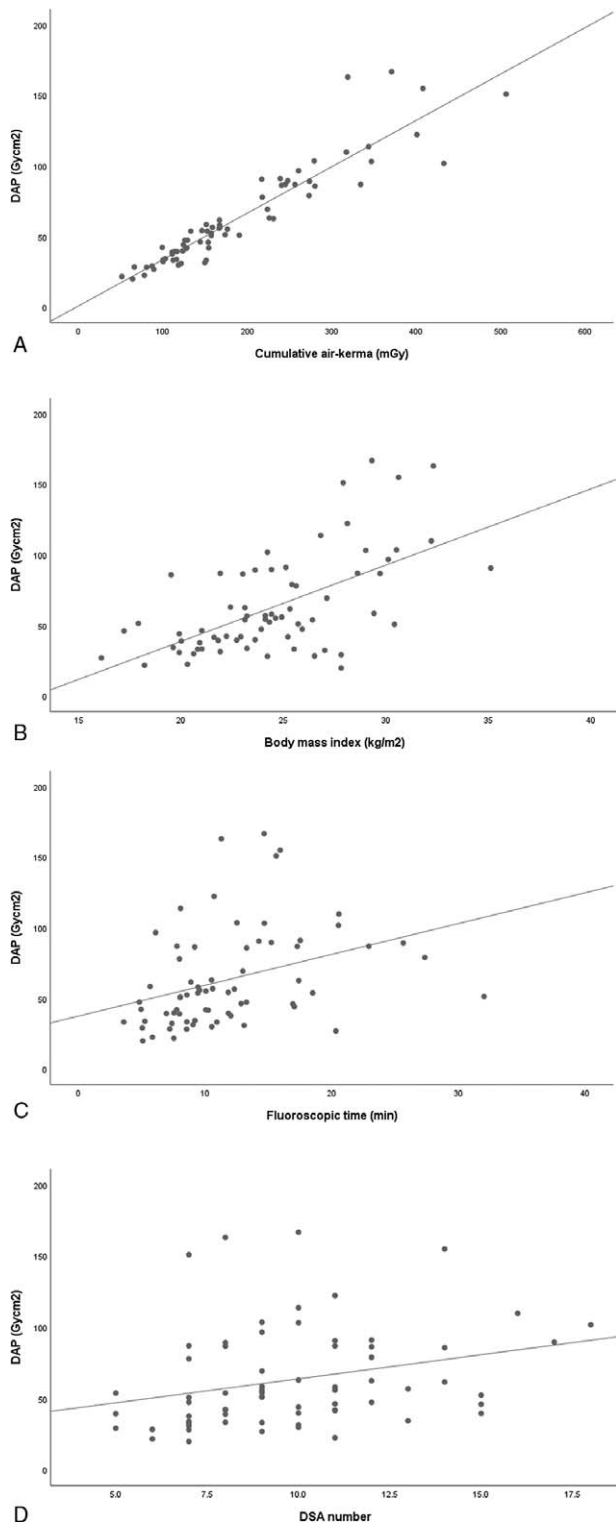 200
150
100
50
0
DAP (Gycm2)
0 100 200 300 400 500 600
A
Cumulative air-kerma (mGy)
200
150
100
50
0
DAP (Gycm2)
15 20 25 30 35 40
B
Body mass index (kg/m2)
200
150
100
50
0
DAP (Gycm2)
0 10 20 30 40
C
Fluoroscopic time (min)
200
150
100
50
0
DAP (Gycm2)
5.0 7.5 10.0 12.5 15.0 17.5
D
DSA number